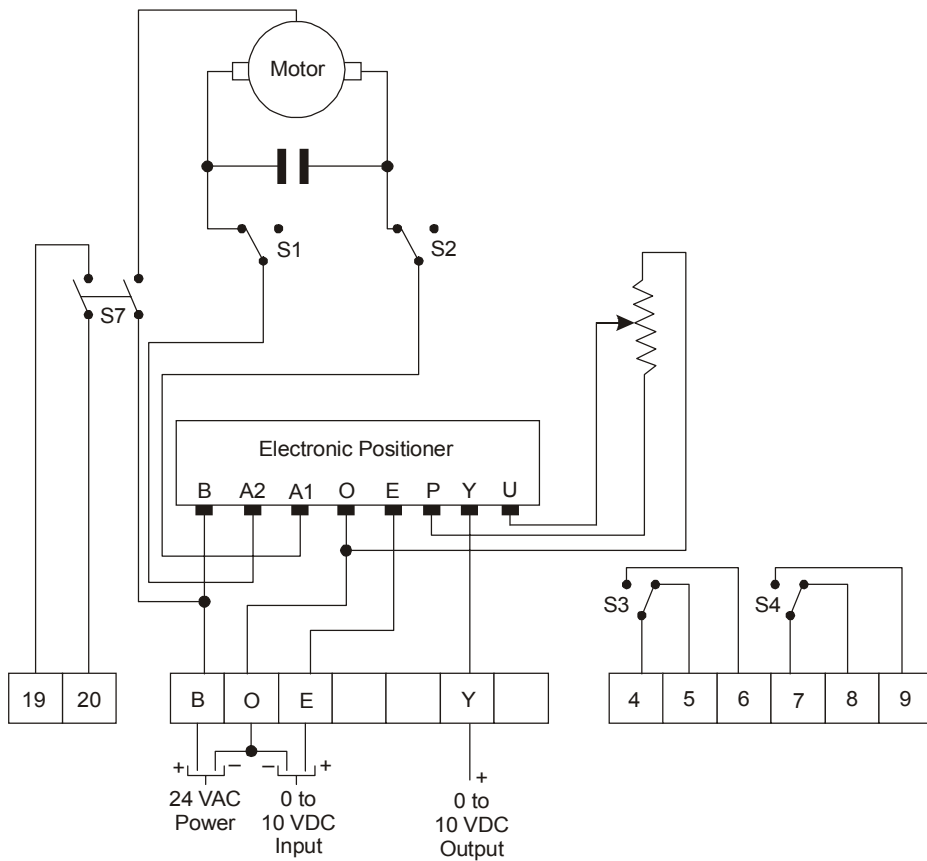 Motor
S1
S2
S7
Electronic Positioner
B A2 A1 O E P Y U
S3
S4
19 20
B O E Y
4 5 6 7 8 9
+ − − +
24 VAC
Power
0 to
10 VDC
Input
+
0 to
10 VDC
Output